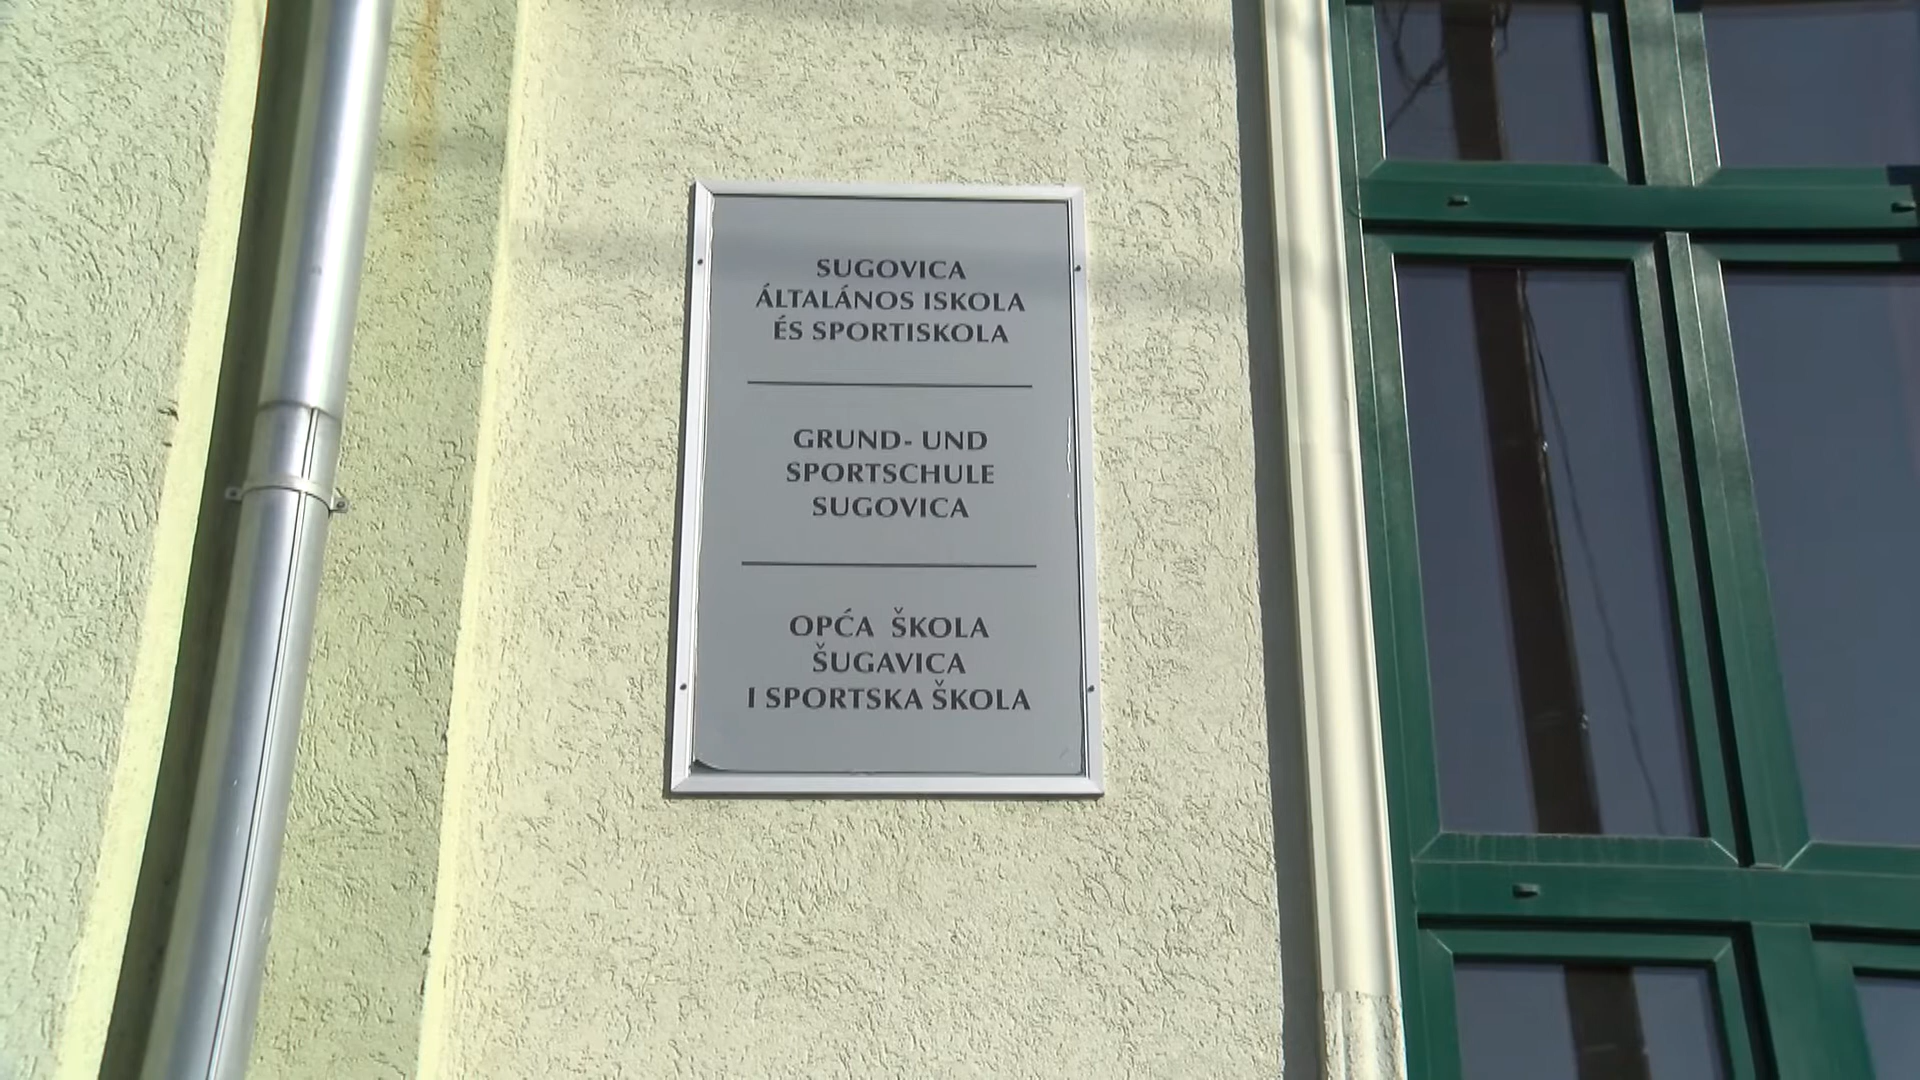 SUGOVICA
ÁLTALÁNOS ISKOLA
ÉS SPORTISKOLA
GRUND- UND
SPORTSCHULE
SUGOVICA
OPĆA ŠKOLA
ŠUGAVICA
I SPORTSKA ŠKOLA